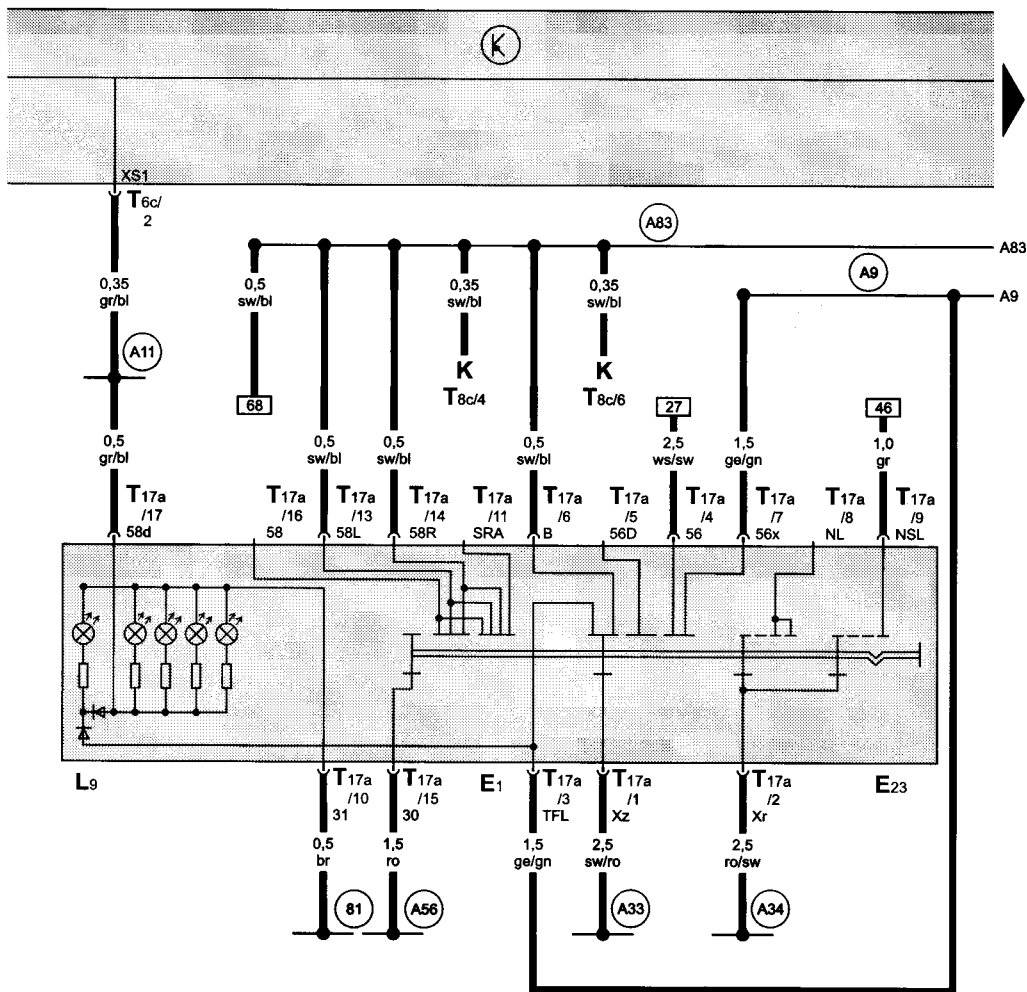 K
XS1
T6c/
2
A83
A83
A9
A9
0,35
gr/bl
0,5
sw/bl
0,35
sw/bl
0,35
sw/bl
A11
K
T8c/4
K
T8c/6
68
27
46
0,5
gr/bl
0,5
sw/bl
0,5
sw/bl
0,5
sw/bl
2,5
ws/sw
1,5
ge/gn
1,0
gr
T17a
/17
58d
T17a
/16
58
T17a
/13
58L
T17a
/14
58R
T17a
/11
SRA
T17a
/6
B
T17a
/5
56D
T17a
/4
56
T17a
/7
56x
T17a
/8
NL
T17a
/9
NSL
L9
T17a
/10
31
T17a
/15
30
E1
T17a
/3
TFL
T17a
/1
Xz
T17a
/2
Xr
E23
0,5
br
1,5
ro
1,5
ge/gn
2,5
sw/ro
2,5
ro/sw
81
A56
A33
A34